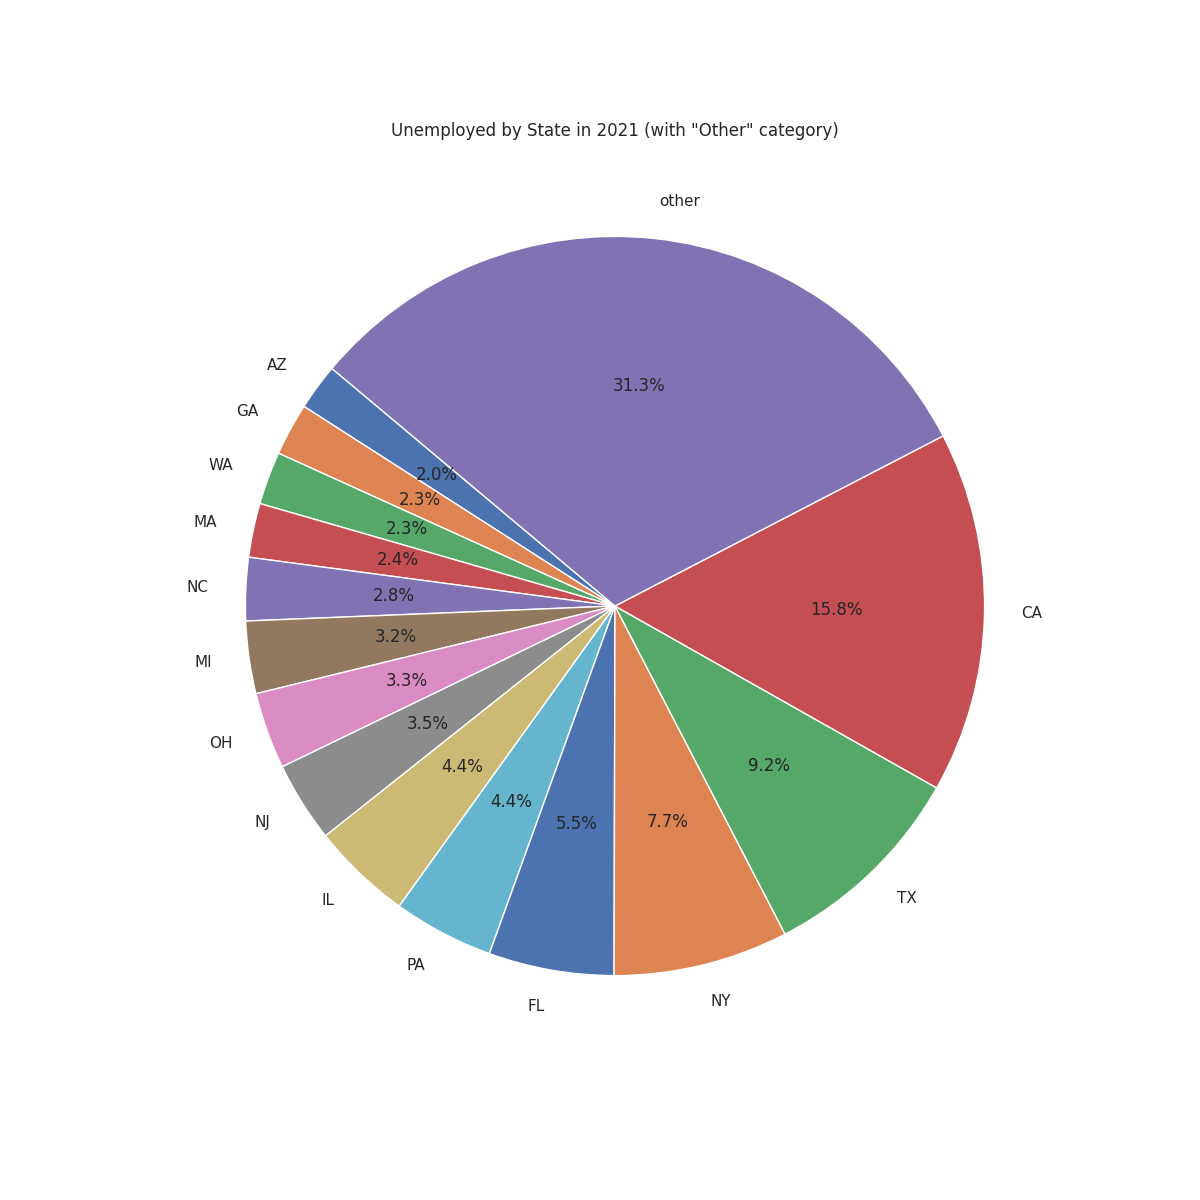 Unemployed by State in 2021 (with "Other" category)
other
31.3%
AZ
2.0%
GA
2.3%
WA
2.3%
MA
2.4%
NC
2.8%
MI
3.2%
OH
3.3%
NJ
3.5%
IL
4.4%
PA
4.4%
FL
5.5%
NY
7.7%
TX
9.2%
CA
15.8%